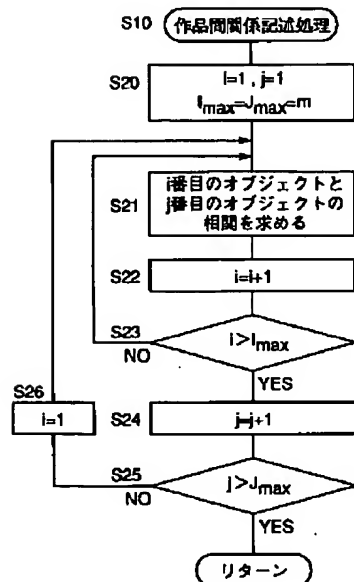 S10 作品間関係記述処理
S20
i=1 , j=1
Imax=Jmax=m
S21
i番目のオブジェクトと
j番目のオブジェクトの
相関を求める
S22 i=i+1
S23
NO
i>Imax
YES
S26
i=1
S24 j=j+1
S25
NO
j>Jmax
YES
リターン